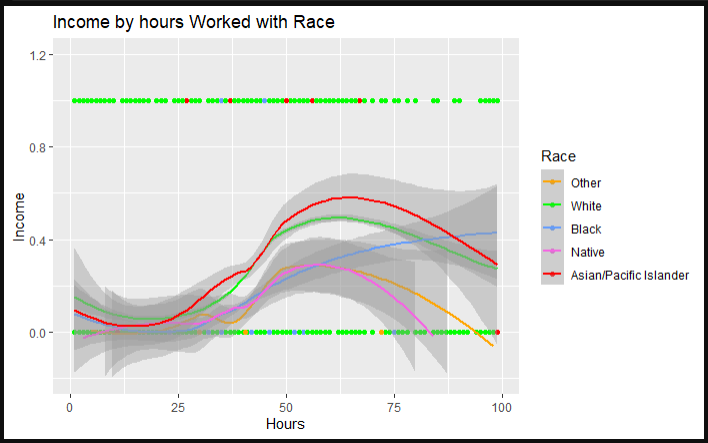 Income by hours Worked with Race
1.2
0.8
0.4
0.0
Income
0
25
50
75
100
Hours
Race
Other
White
Black
Native
Asian/Pacific Islander